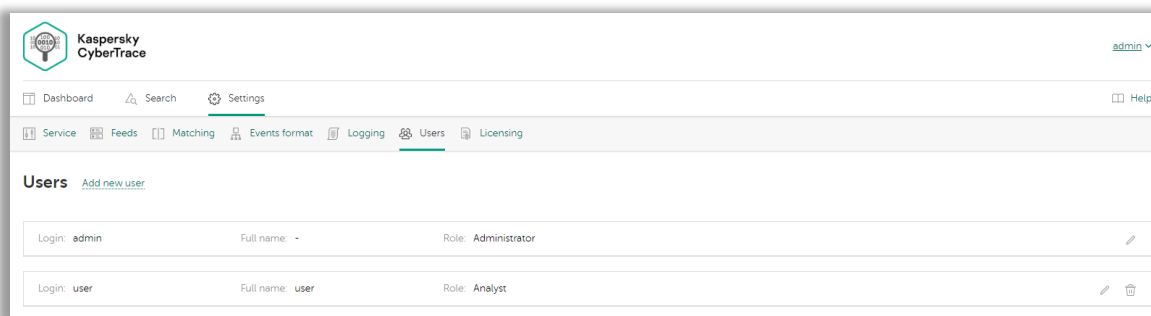 Kaspersky
CyberTrace
admin
Dashboard Search Settings Help
Service Feeds Matching Events format Logging Users Licensing
Users Add new user
Login: admin Full name: - Role: Administrator
Login: user Full name: user Role: Analyst